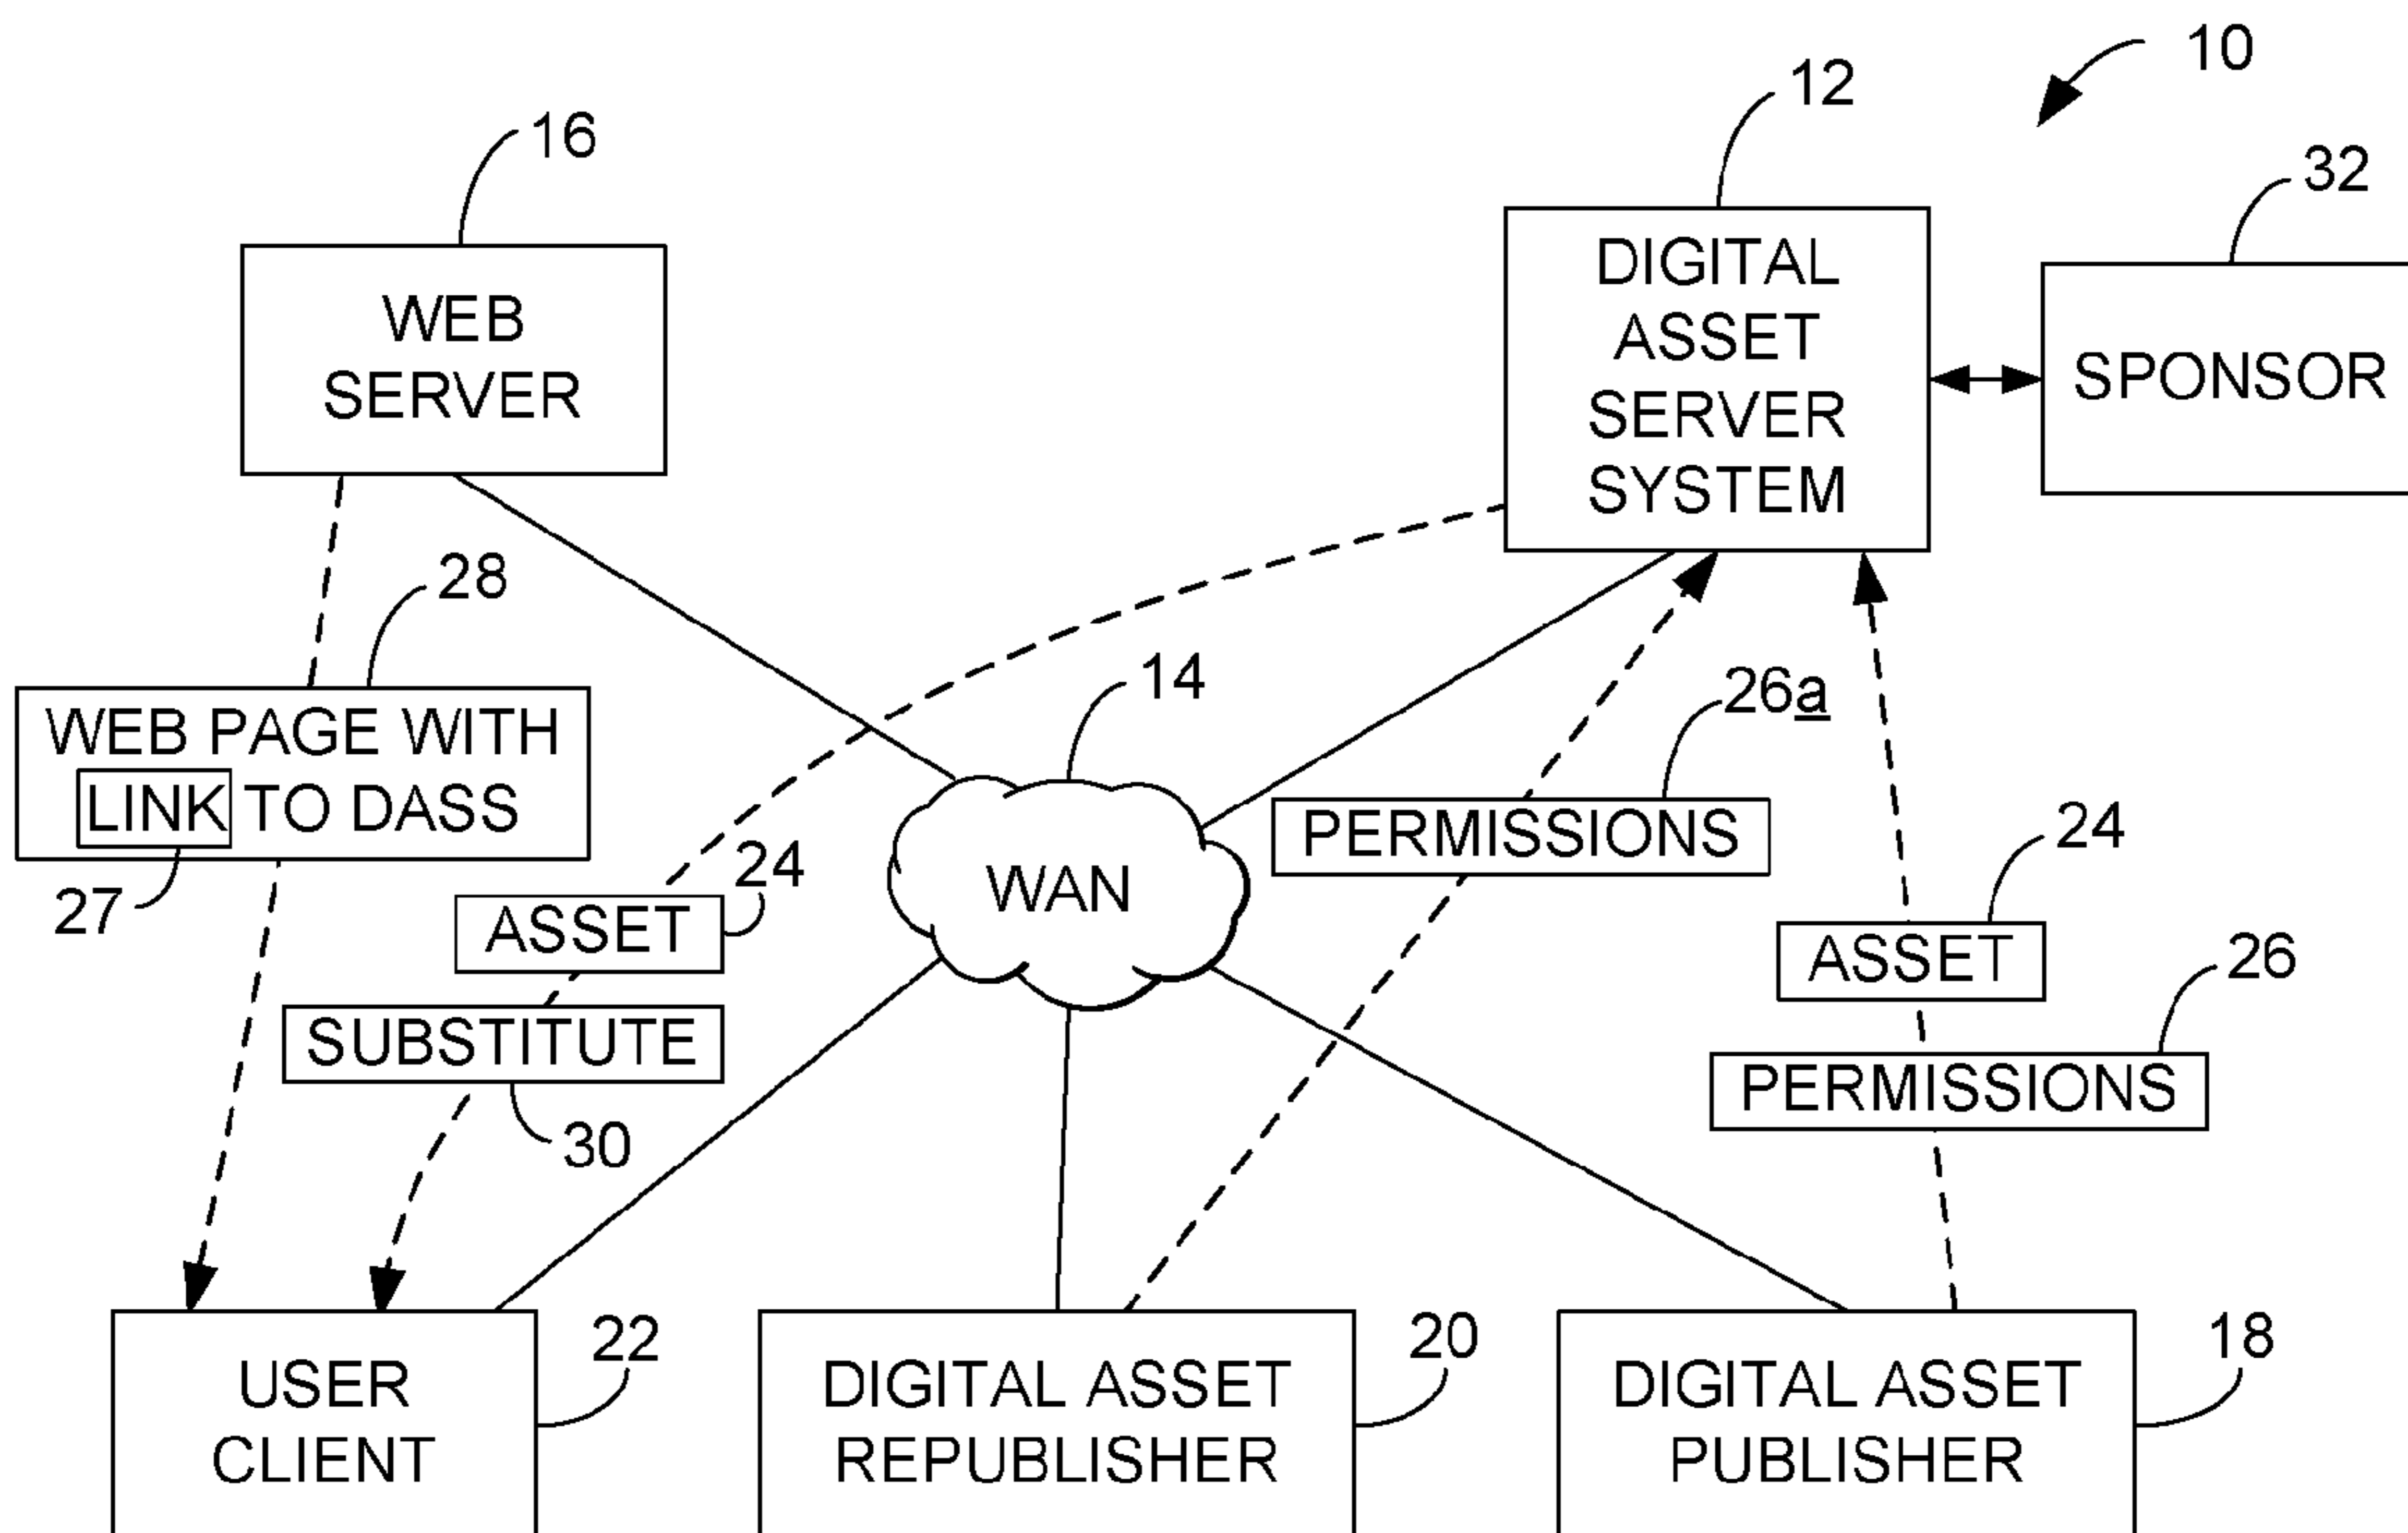 10
12
16
32
WEB
SERVER
DIGITAL
ASSET
SERVER
SYSTEM
SPONSOR
28
14
26a
WEB PAGE WITH
LINK TO DASS
27
24
ASSET
WAN
PERMISSIONS
24
ASSET
26
SUBSTITUTE
30
PERMISSIONS
22
20
18
USER
CLIENT
DIGITAL ASSET
REPUBLISHER
DIGITAL ASSET
PUBLISHER